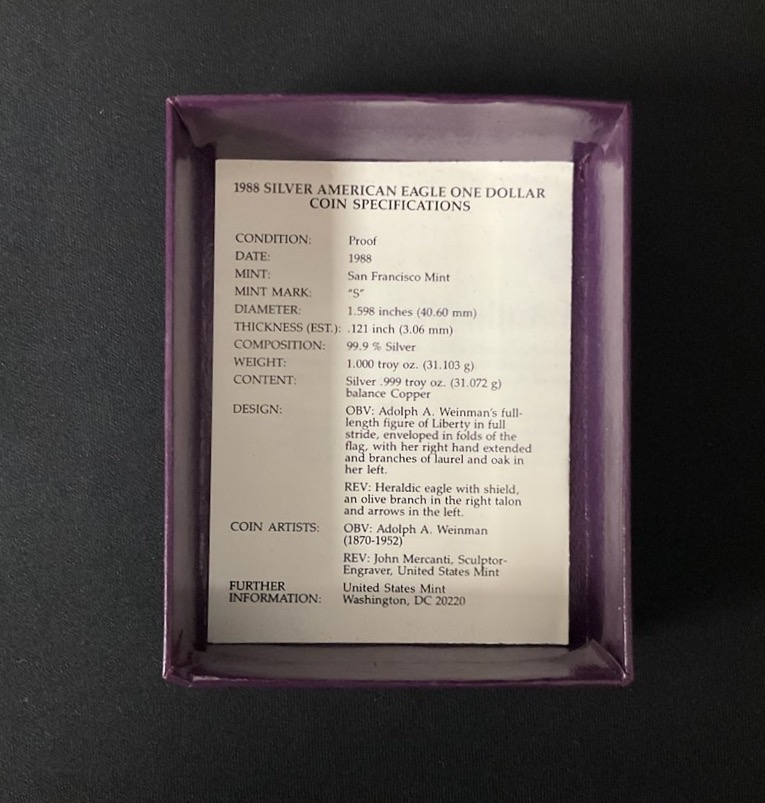 1988 SILVER AMERICAN EAGLE ONE DOLLAR
COIN SPECIFICATIONS
CONDITION: Proof
DATE: 1988
MINT: San Francisco Mint
MINT MARK: "S"
DIAMETER: 1.598 inches (40.60 mm)
THICKNESS (EST.): .121 inch (3.06 mm)
COMPOSITION: 99.9 % Silver
WEIGHT: 1.000 troy oz. (31.103 g)
CONTENT: Silver .999 troy oz. (31.072 g)
balance Copper
DESIGN: OBV: Adolph A. Weinman's full-
length figure of Liberty in full
stride, enveloped in folds of the
flag, with her right hand extended
and branches of laurel and oak in
her left.
REV: Heraldic eagle with shield,
an olive branch in the right talon
and arrows in the left.
COIN ARTISTS: OBV: Adolph A. Weinman
(1870-1952)
REV: John Mercanti, Sculptor-
Engraver, United States Mint
FURTHER United States Mint
INFORMATION: Washington, DC 20220